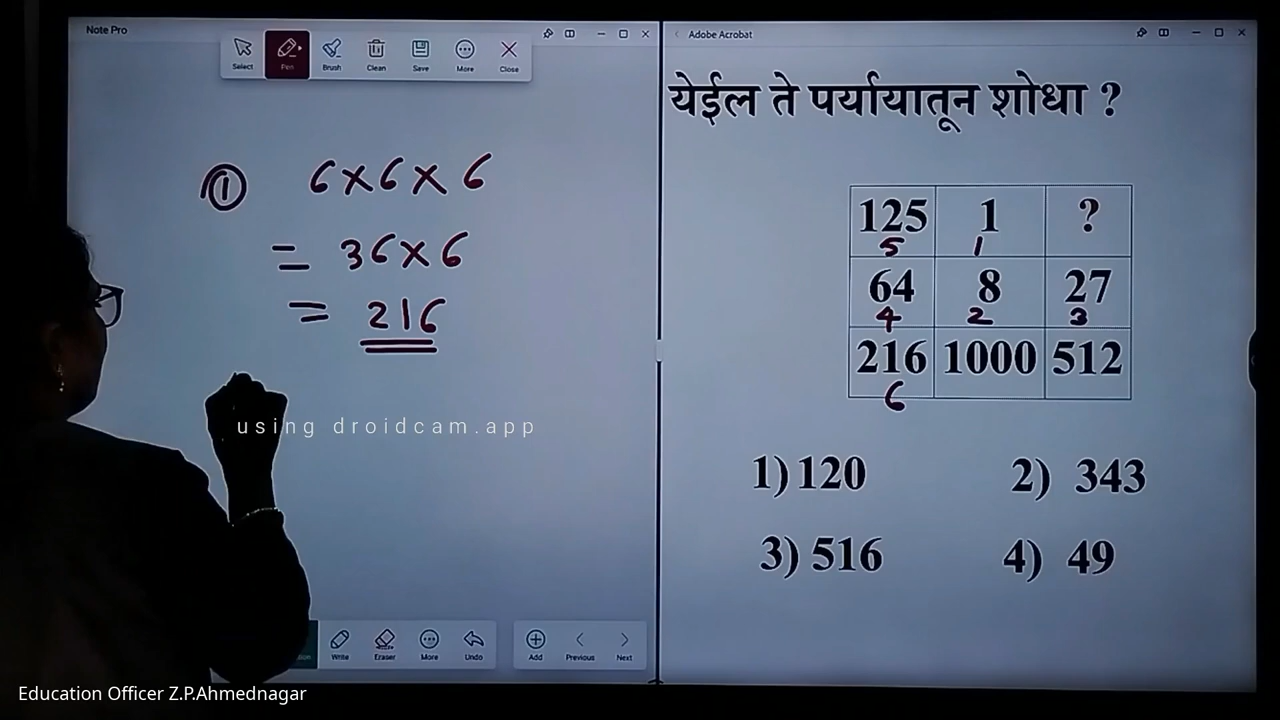 Note Pro
Select Pen Brush Clean Save More Close
① 6×6×6
= 36×6
= 216
using droidcam.app
Write Eraser More Undo Add Previous Next
Adobe Acrobat
येईल ते पर्यायातून शोधा ?
125 1 ?
5 1
64 8 27
4 2 3
216 1000 512
6
1) 120 2) 343
3) 516 4) 49
Education Officer Z.P.Ahmednagar